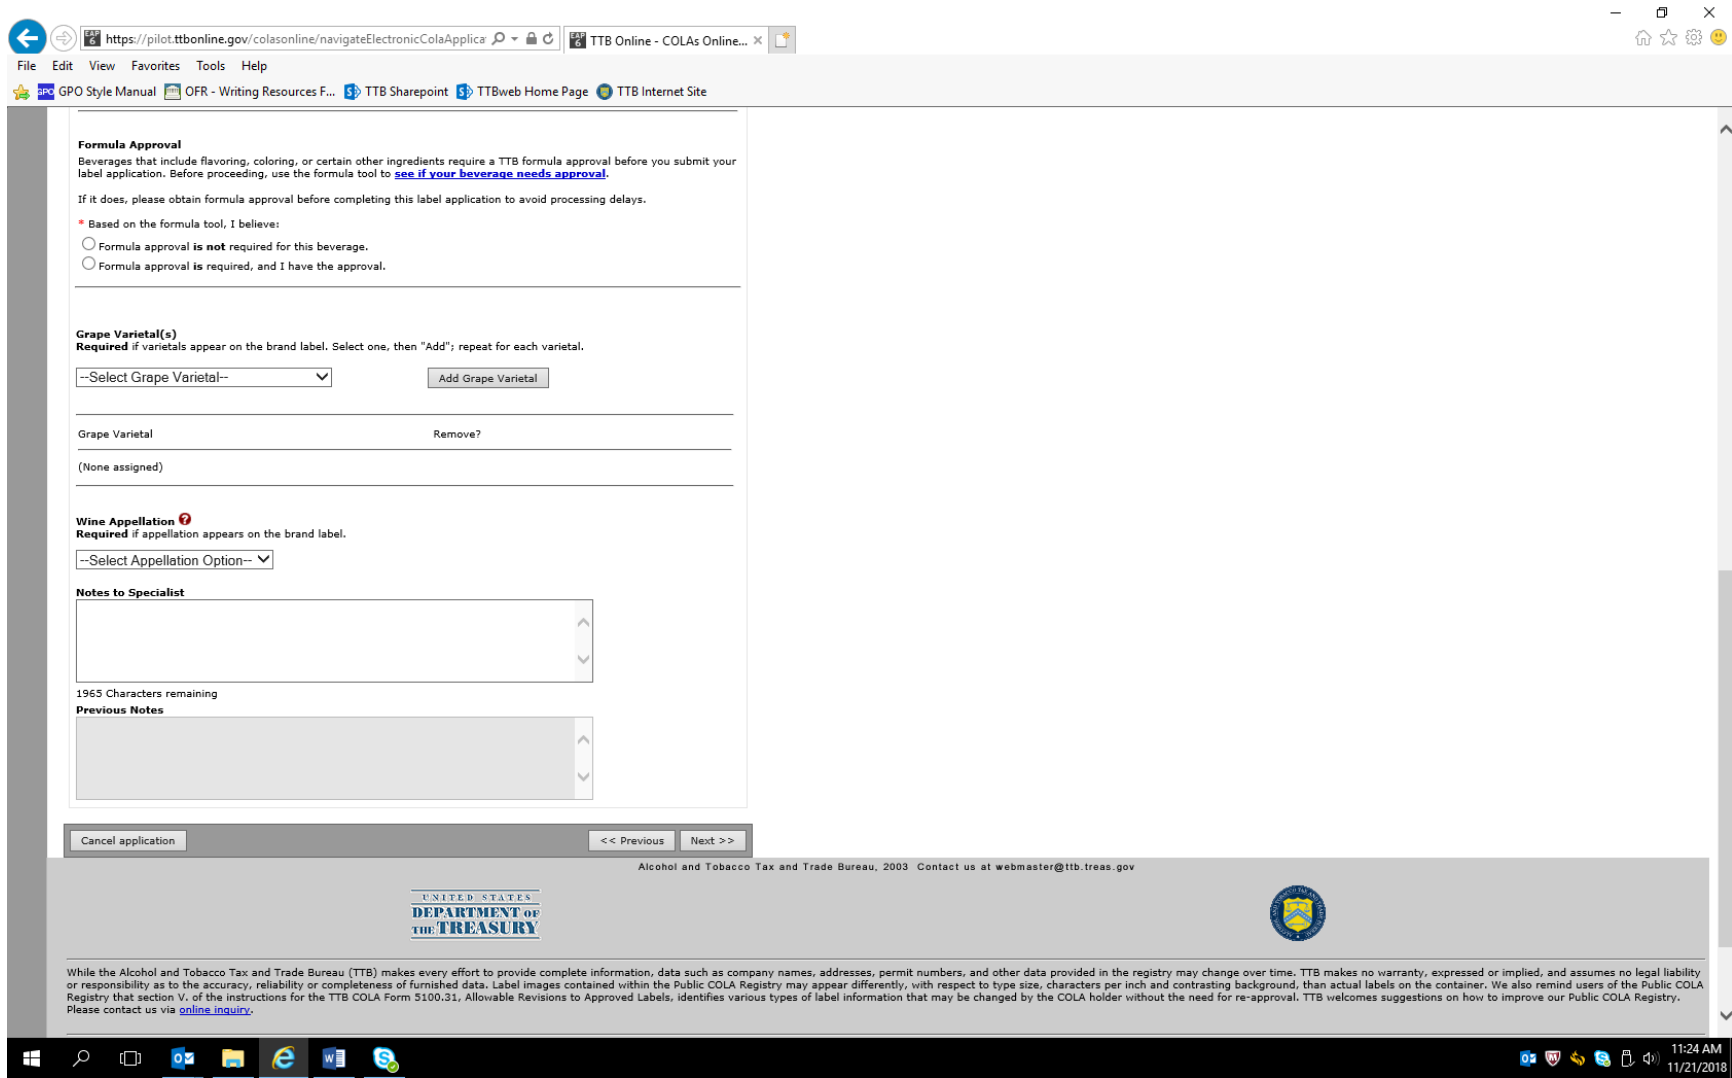 https://pilot.ttbonline.gov/colasonline/navigateElectronicColaApplica
TTB Online - COLAs Online...
File Edit View Favorites Tools Help
GPO GPO Style Manual OFR - Writing Resources F... TTB Sharepoint TTBweb Home Page TTB Internet Site
Formula Approval
Beverages that include flavoring, coloring, or certain other ingredients require a TTB formula approval before you submit your
label application. Before proceeding, use the formula tool to see if your beverage needs approval.
If it does, please obtain formula approval before completing this label application to avoid processing delays.
* Based on the formula tool, I believe:
Formula approval is not required for this beverage.
Formula approval is required, and I have the approval.
Grape Varietal(s)
Required if varietals appear on the brand label. Select one, then "Add"; repeat for each varietal.
--Select Grape Varietal-- Add Grape Varietal
Grape Varietal Remove?
(None assigned)
Wine Appellation ?
Required if appellation appears on the brand label.
--Select Appellation Option--
Notes to Specialist
1965 Characters remaining
Previous Notes
Cancel application << Previous Next >>
Alcohol and Tobacco Tax and Trade Bureau, 2003 Contact us at webmaster@ttb.treas.gov
UNITED STATES
DEPARTMENT OF
THE TREASURY
While the Alcohol and Tobacco Tax and Trade Bureau (TTB) makes every effort to provide complete information, data such as company names, addresses, permit numbers, and other data provided in the registry may change over time. TTB makes no warranty, expressed or implied, and assumes no legal liability
or responsibility as to the accuracy, reliability or completeness of furnished data. Label images contained within the Public COLA Registry may appear differently, with respect to type size, characters per inch and contrasting background, than actual labels on the container. We also remind users of the Public COLA
Registry that section V. of the instructions for the TTB COLA Form 5100.31, Allowable Revisions to Approved Labels, identifies various types of label information that may be changed by the COLA holder without the need for re-approval. TTB welcomes suggestions on how to improve our Public COLA Registry.
Please contact us via online inquiry.
11:24 AM
11/21/2018